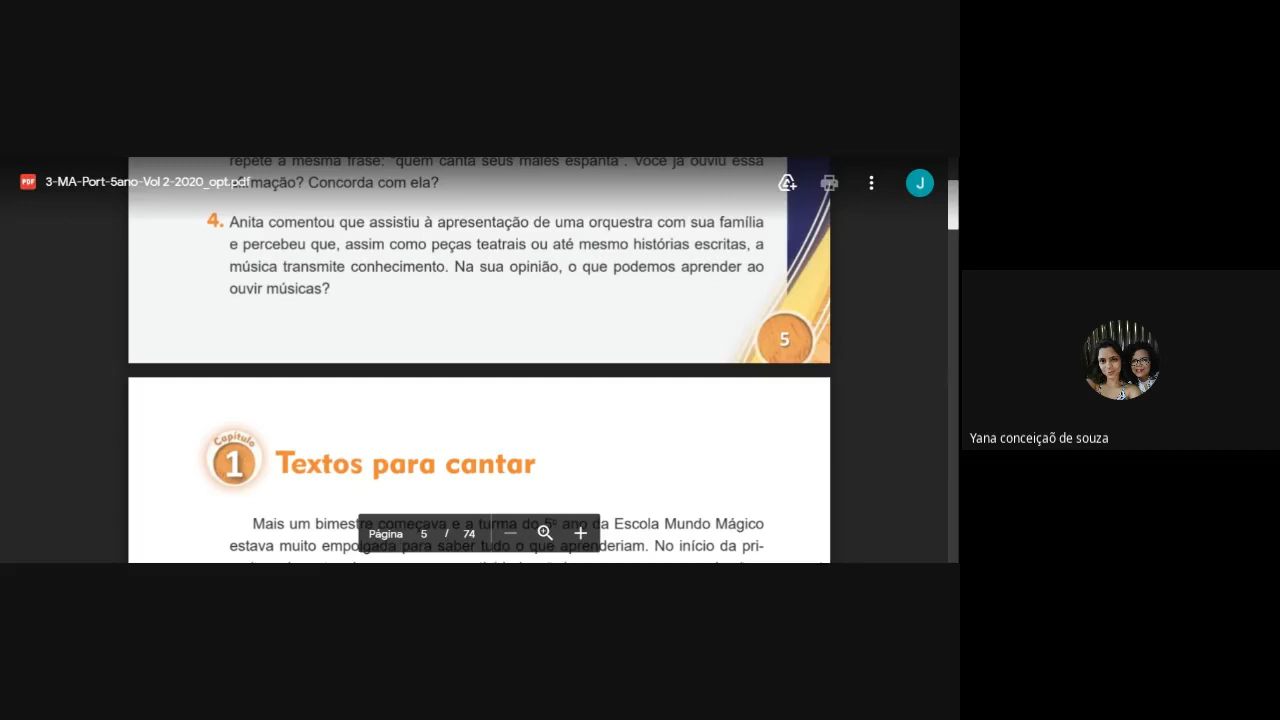 repete a mesma frase: "quem canta seus males espanta". Você já ouviu essa
3-MA-Port-5ano-Vol 2-2020_opt.pdf
PDF
mação? Concorda com ela?
J
4. Anita comentou que assistiu à apresentação de uma orquestra com sua família
e percebeu que, assim como peças teatrais ou até mesmo histórias escritas, a
música transmite conhecimento. Na sua opinião, o que podemos aprender ao
ouvir músicas?
5
Capítulo
1 Textos para cantar
Mais um bimestre começava e a turma do 5º ano da Escola Mundo Mágico
estava muito empolgada para saber tudo o que aprenderiam. No início da pri-
Página 5 / 74
Yana conceiçaõ de souza